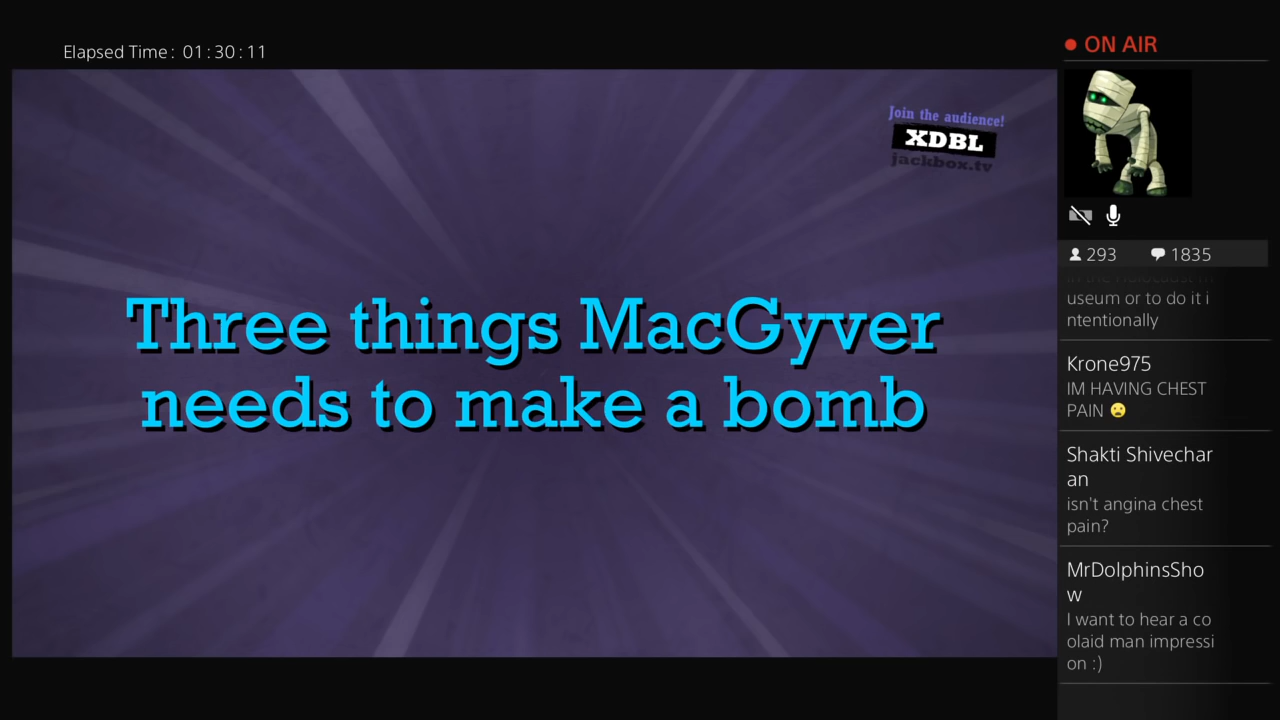 Elapsed Time: 01:30:11
ON AIR
Join the audience!
XDBL
jackbox.tv
Three things MacGyver
needs to make a bomb
293 1835
useum or to do it i
ntentionally
Krone975
IM HAVING CHEST
PAIN 😦
Shakti Shivechar
an
isn't angina chest
pain?
MrDolphinsSho
w
I want to hear a co
olaid man impressi
on :)